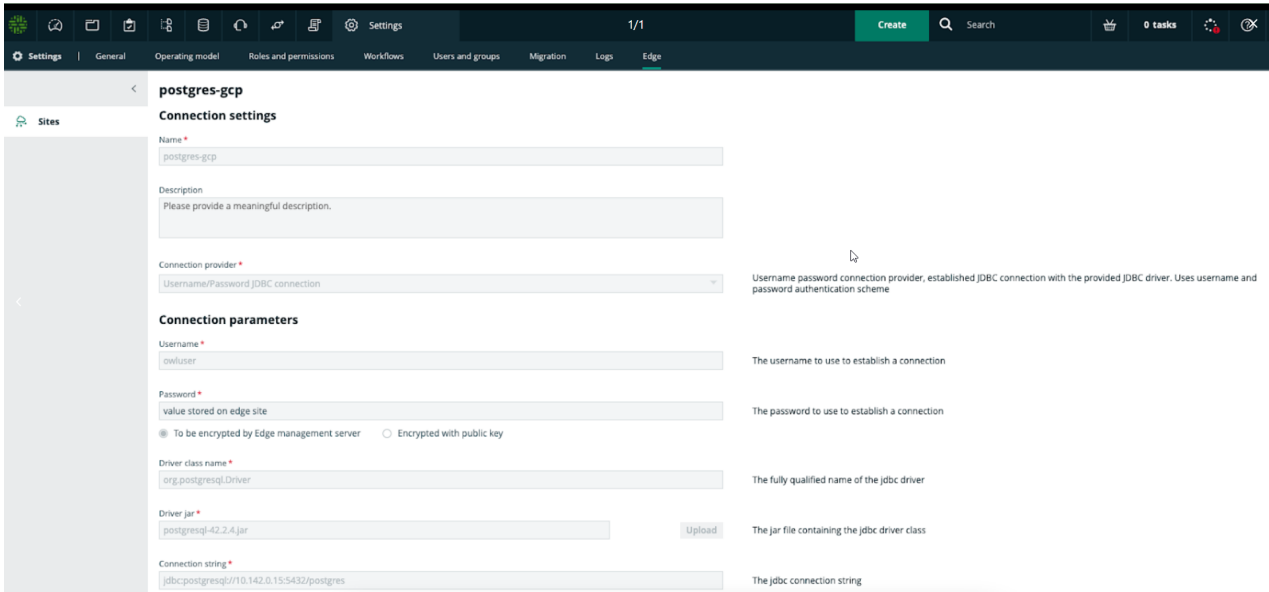 Settings
1/1
Create
Search
0 tasks
Settings | General Operating model Roles and permissions Workflows Users and groups Migration Logs Edge
Sites
postgres-gcp
Connection settings
Name *
postgres-gcp
Description
Please provide a meaningful description.
Connection provider *
Username/Password JDBC connection
Username password connection provider, established JDBC connection with the provided JDBC driver. Uses username and
password authentication scheme
Connection parameters
Username *
owluser
The username to use to establish a connection
Password *
value stored on edge site
The password to use to establish a connection
To be encrypted by Edge management server
Encrypted with public key
Driver class name *
org.postgresql.Driver
The fully qualified name of the jdbc driver
Driver jar *
postgresql-42.2.4.jar
Upload
The jar file containing the jdbc driver class
Connection string *
jdbc:postgresql://10.142.0.15:5432/postgres
The jdbc connection string